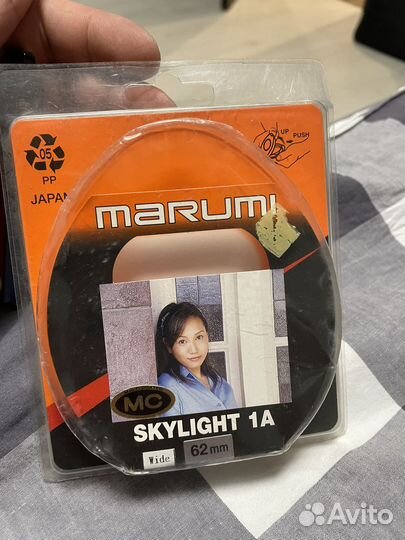 05
PP
JAPAN
UP
PUSH
marumi
MC
SKYLIGHT 1A
Wide
62mm
Avito